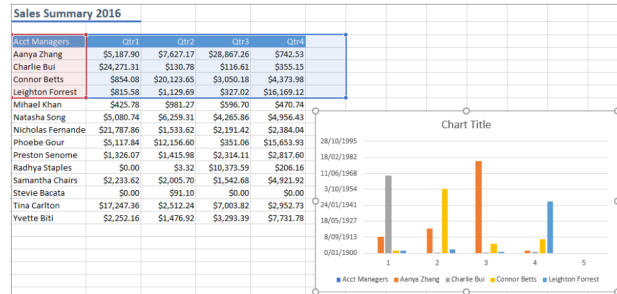 Sales Summary 2016
Acct Managers Qtr1 Qtr2 Qtr3 Qtr4
Aanya Zhang $5,187.90 $7,627.17 $28,867.26 $742.53
Charlie Bui $24,271.31 $130.78 $116.61 $355.15
Connor Betts $854.08 $20,123.65 $3,050.18 $4,373.98
Leighton Forrest $815.58 $1,129.69 $327.02 $16,169.12
Mihael Khan $425.78 $981.27 $596.70 $470.74
Natasha Song $5,080.74 $6,259.31 $4,265.86 $4,956.43
Nicholas Fernande $21,787.86 $1,533.62 $2,191.42 $2,384.04
Phoebe Gour $5,117.84 $12,156.60 $351.06 $15,653.93
Preston Senome $1,326.07 $1,415.98 $2,314.11 $2,817.60
Radhya Staples $0.00 $3.32 $10,373.59 $206.16
Samantha Chairs $2,233.62 $2,005.70 $1,542.68 $4,921.92
Stevie Bacata $0.00 $91.10 $0.00 $0.00
Tina Carlton $17,247.36 $2,512.24 $7,003.82 $2,952.73
Yvette Biti $2,252.16 $1,476.92 $3,293.39 $7,731.78
Chart Title
28/10/1995
18/02/1982
11/06/1968
3/10/1954
24/01/1941
18/05/1927
8/09/1913
0/01/1900
1 2 3 4 5
Acct Managers Aanya Zhang Charlie Bui Connor Betts Leighton Forrest